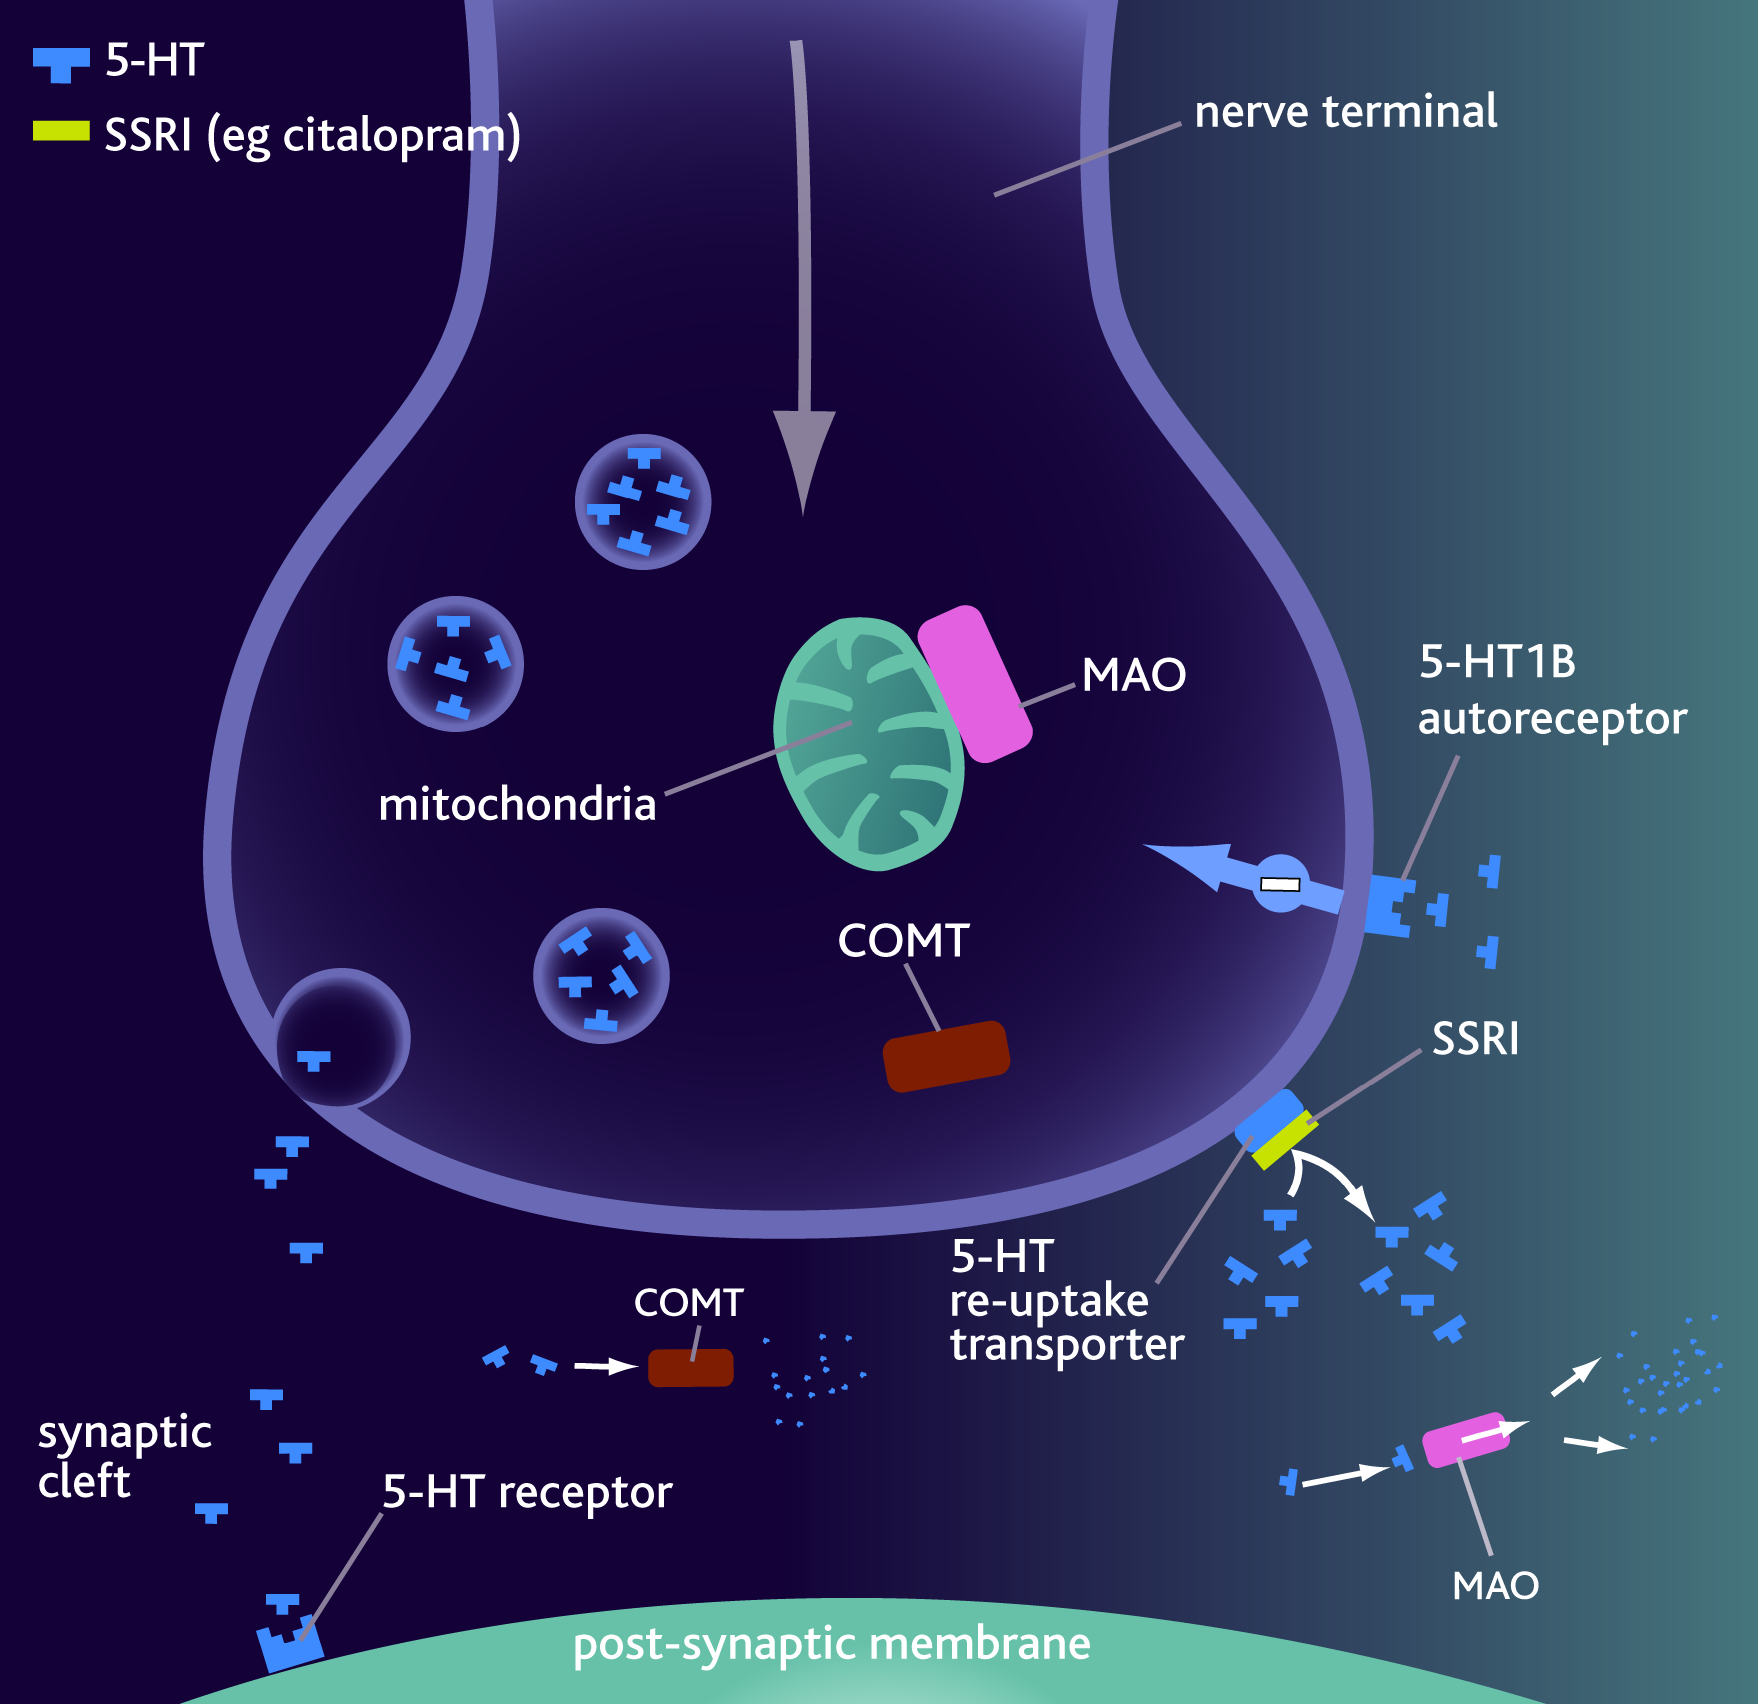 5-HT
SSRI (eg citalopram)
nerve terminal
5-HT1B
autoreceptor
MAO
mitochondria
COMT
SSRI
5-HT
re-uptake
transporter
COMT
synaptic
cleft
5-HT receptor
MAO
post-synaptic membrane